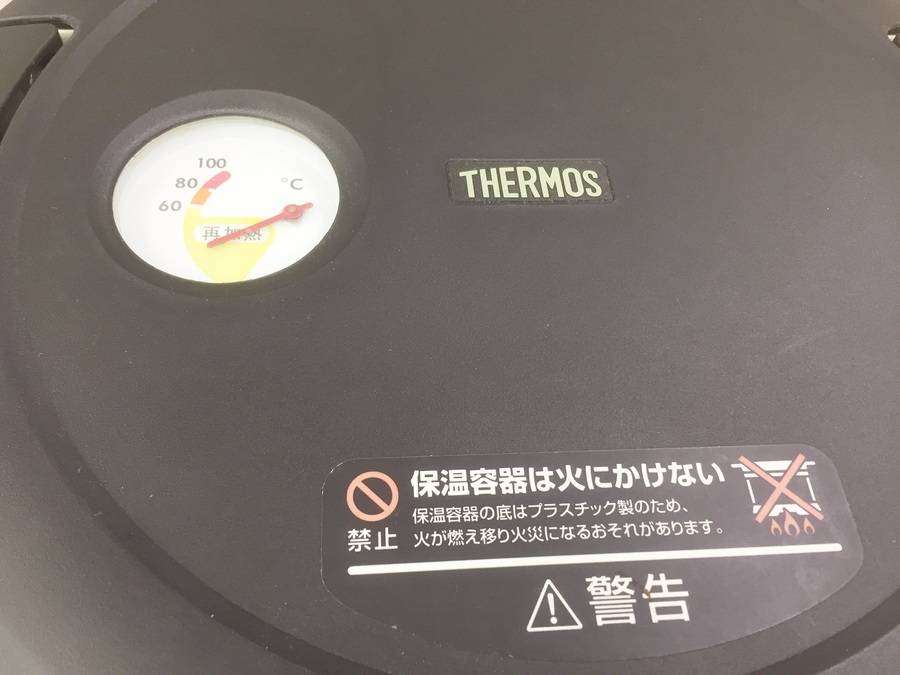 100
80
60
°C
再加熱
THERMOS
保温容器は火にかけない
保温容器の底はプラスチック製のため、
禁止
火が燃え移り火災になるおそれがあります。
警告